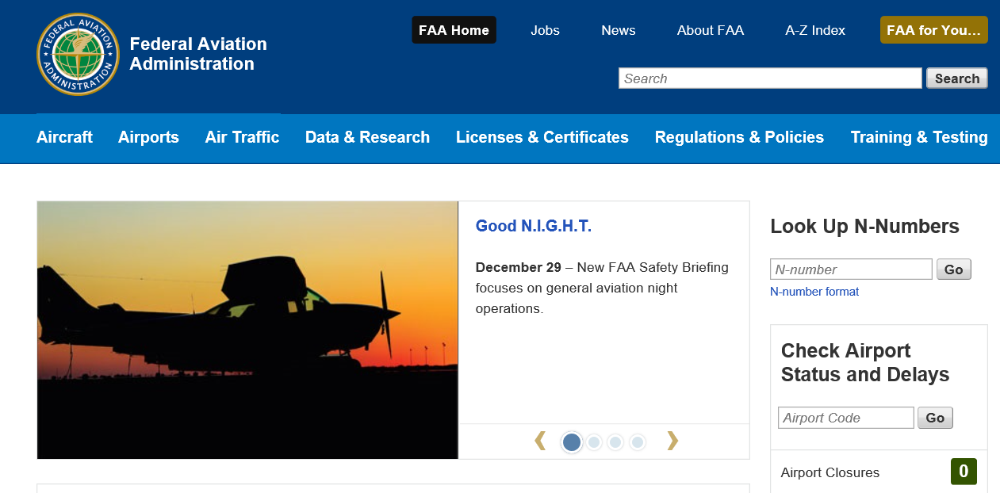 FEDERAL AVIATION
ADMINISTRATION
Federal Aviation
Administration
FAA Home Jobs News About FAA A-Z Index FAA for You...
Search Search
Aircraft Airports Air Traffic Data & Research Licenses & Certificates Regulations & Policies Training & Testing
Good N.I.G.H.T.
December 29 – New FAA Safety Briefing
focuses on general aviation night
operations.
Look Up N-Numbers
N-number Go
N-number format
Check Airport
Status and Delays
Airport Code Go
Airport Closures 0